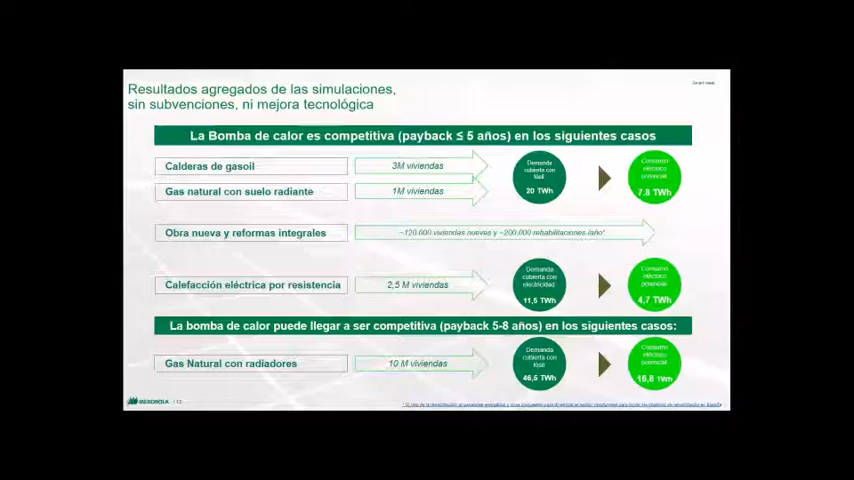 Resultados agregados de las simulaciones,
sin subvenciones, ni mejora tecnológica
La Bomba de calor es competitiva (payback ≤ 5 años) en los siguientes casos
Calderas de gasoil
3M viviendas
Gas natural con suelo radiante
1M viviendas
Demanda
cubierta con
fósil
20 TWh
Consumo
eléctrico
potencial
7.8 TWh
Obra nueva y reformas integrales
~120.000 viviendas nuevas y ~200.000 rehabilitaciones /año*
Calefacción eléctrica por resistencia
2,5 M viviendas
Demanda
cubierta con
electricidad
11,5 TWh
Consumo
eléctrico
potencial
4,7 TWh
La bomba de calor puede llegar a ser competitiva (payback 5-8 años) en los siguientes casos:
Gas Natural con radiadores
10 M viviendas
Demanda
cubierta con
fósil
46,5 TWh
Consumo
eléctrico
potencial
16,8 TWh
IBERDROLA